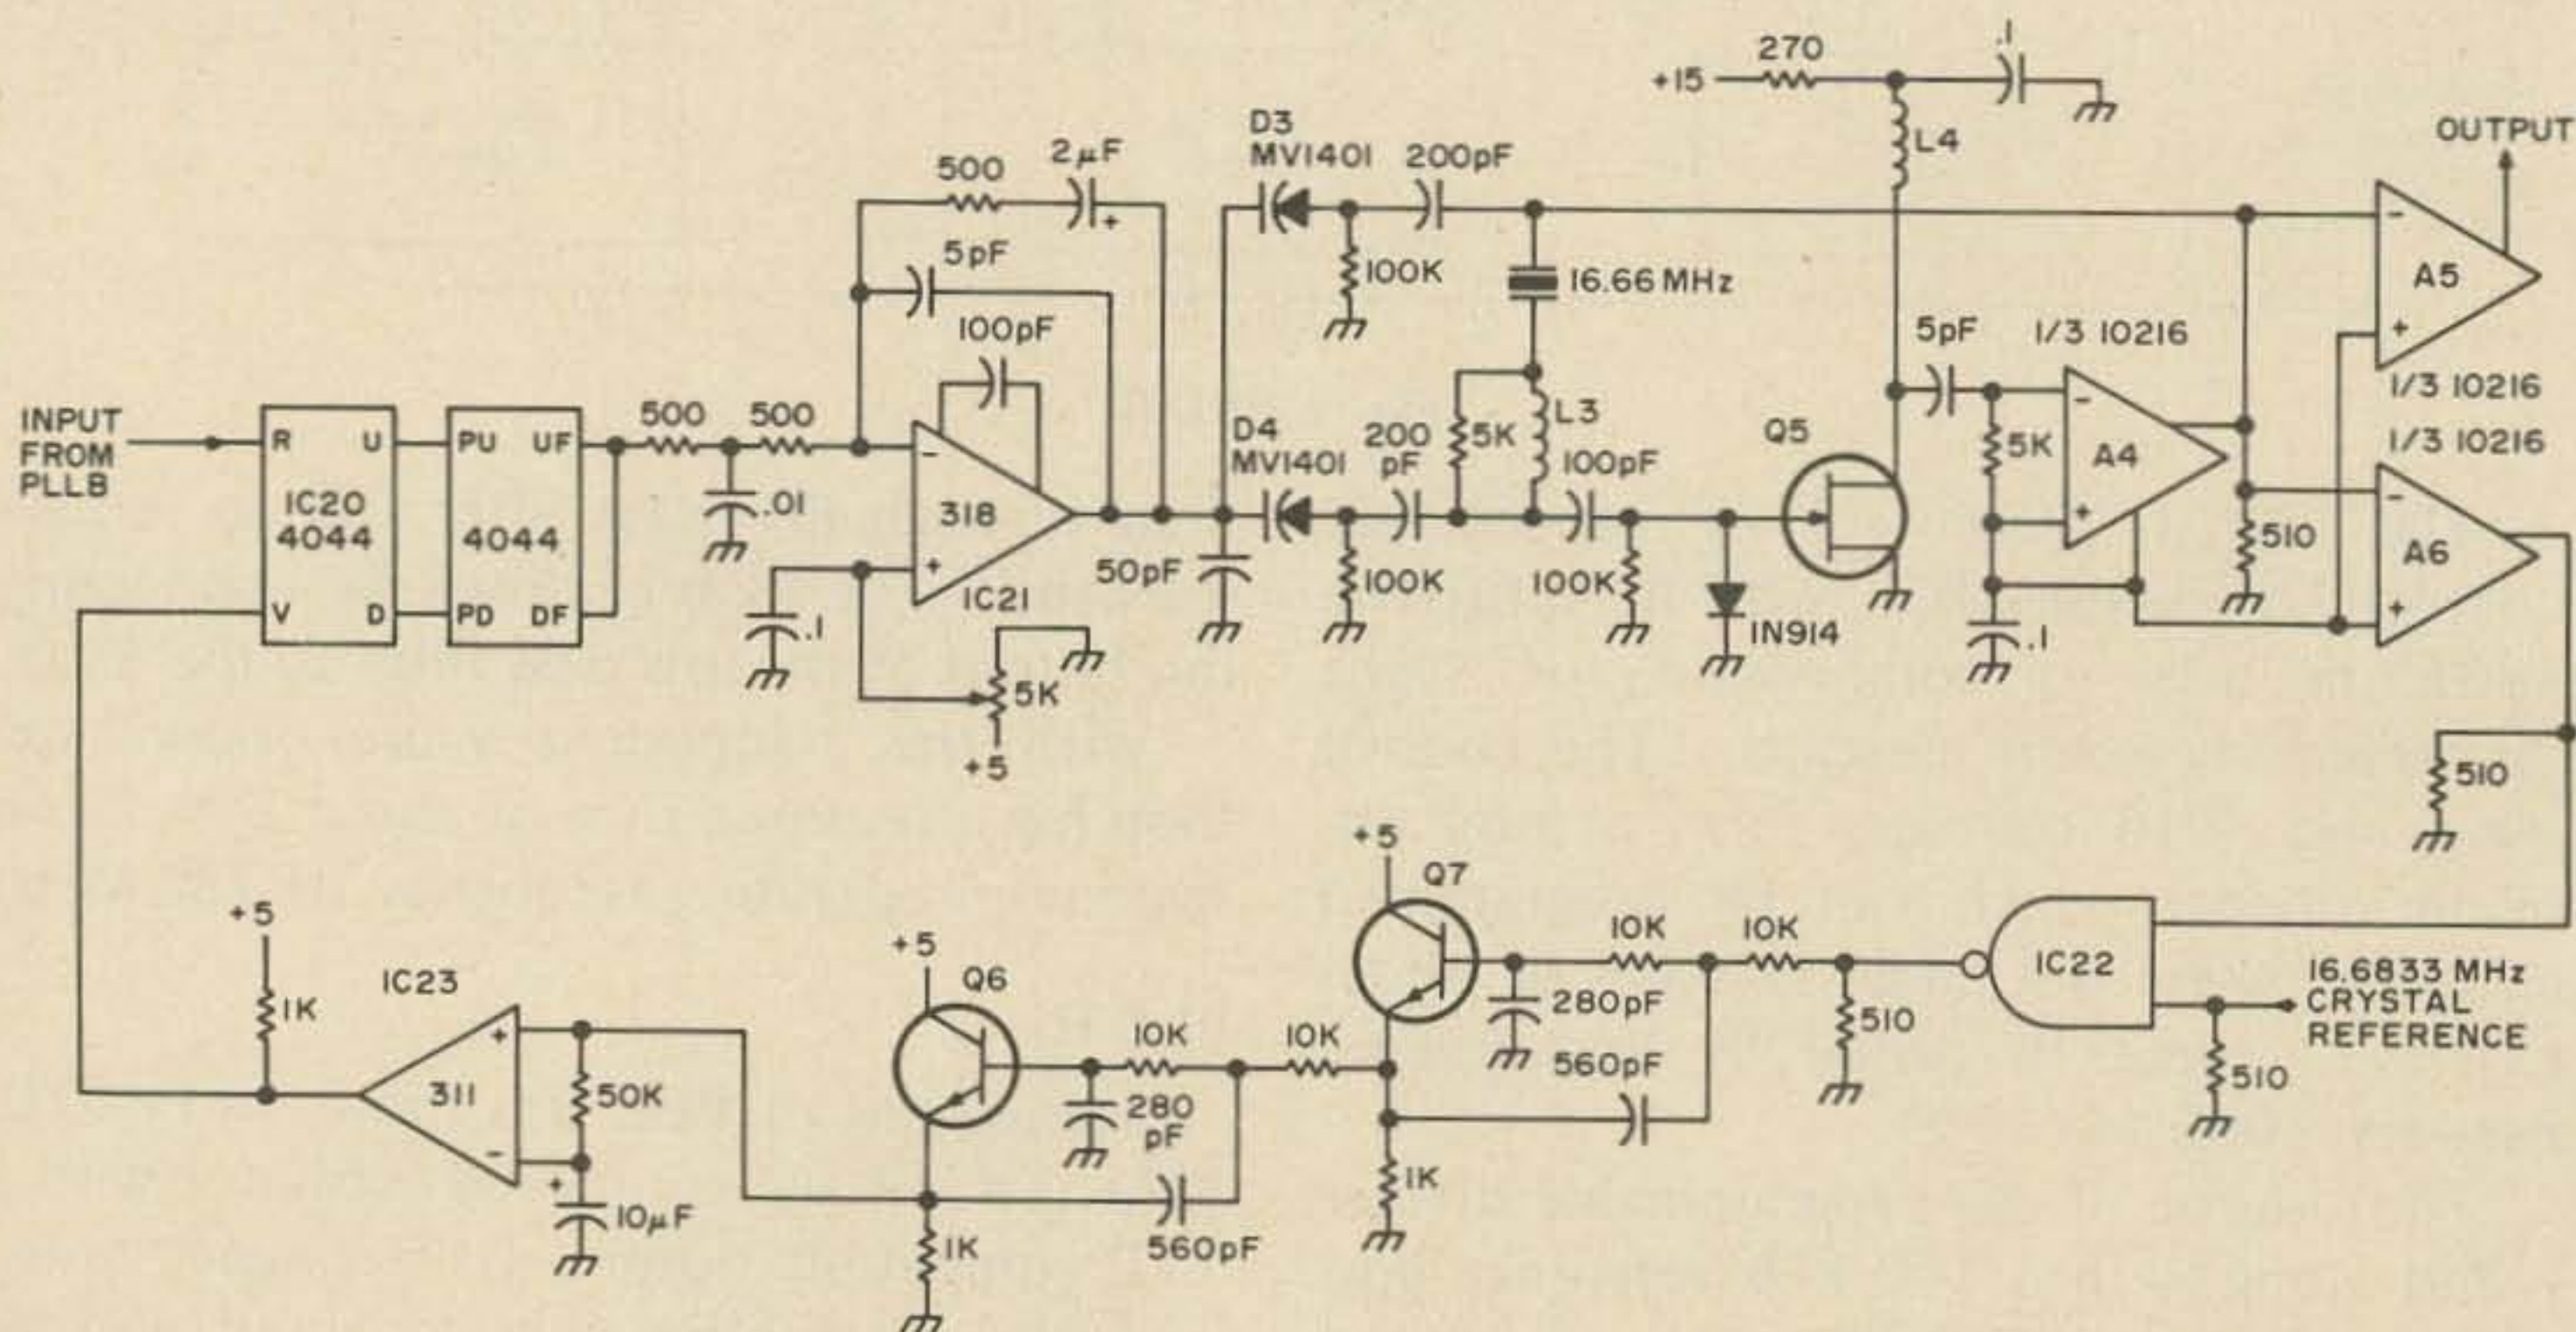 +15
270
.1
L4
OUTPUT
D3
MV1401
200pF
500
2µF
5pF
100pF
100K
16.66 MHz
A5
-
+
1/3 10216
INPUT
FROM
PLLB
R
U
IC20
4044
V
D
PU
UF
4044
PD
DF
500
500
.01
-
318
+
IC21
.1
5K
+5
50pF
D4
MV1401
200
pF
5K
L3
100pF
100K
100K
Q5
IN914
5pF
1/3 10216
5K
-
A4
+
.1
510
1/3 10216
-
A6
+
510
+5
Q7
10K
10K
IC22
280pF
510
560pF
1K
16.6833 MHz
CRYSTAL
REFERENCE
510
+5
Q6
10K
10K
280
pF
560pF
1K
+5
1K
IC23
+
311
-
50K
+
10µF